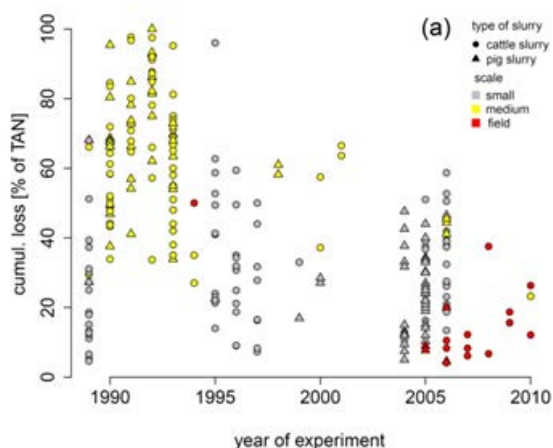 (a)
type of slurry
cattle slurry
pig slurry
scale
small
medium
field
cumul. loss [% of TAN]
100
80
60
40
20
0
1990
1995
2000
2005
2010
year of experiment